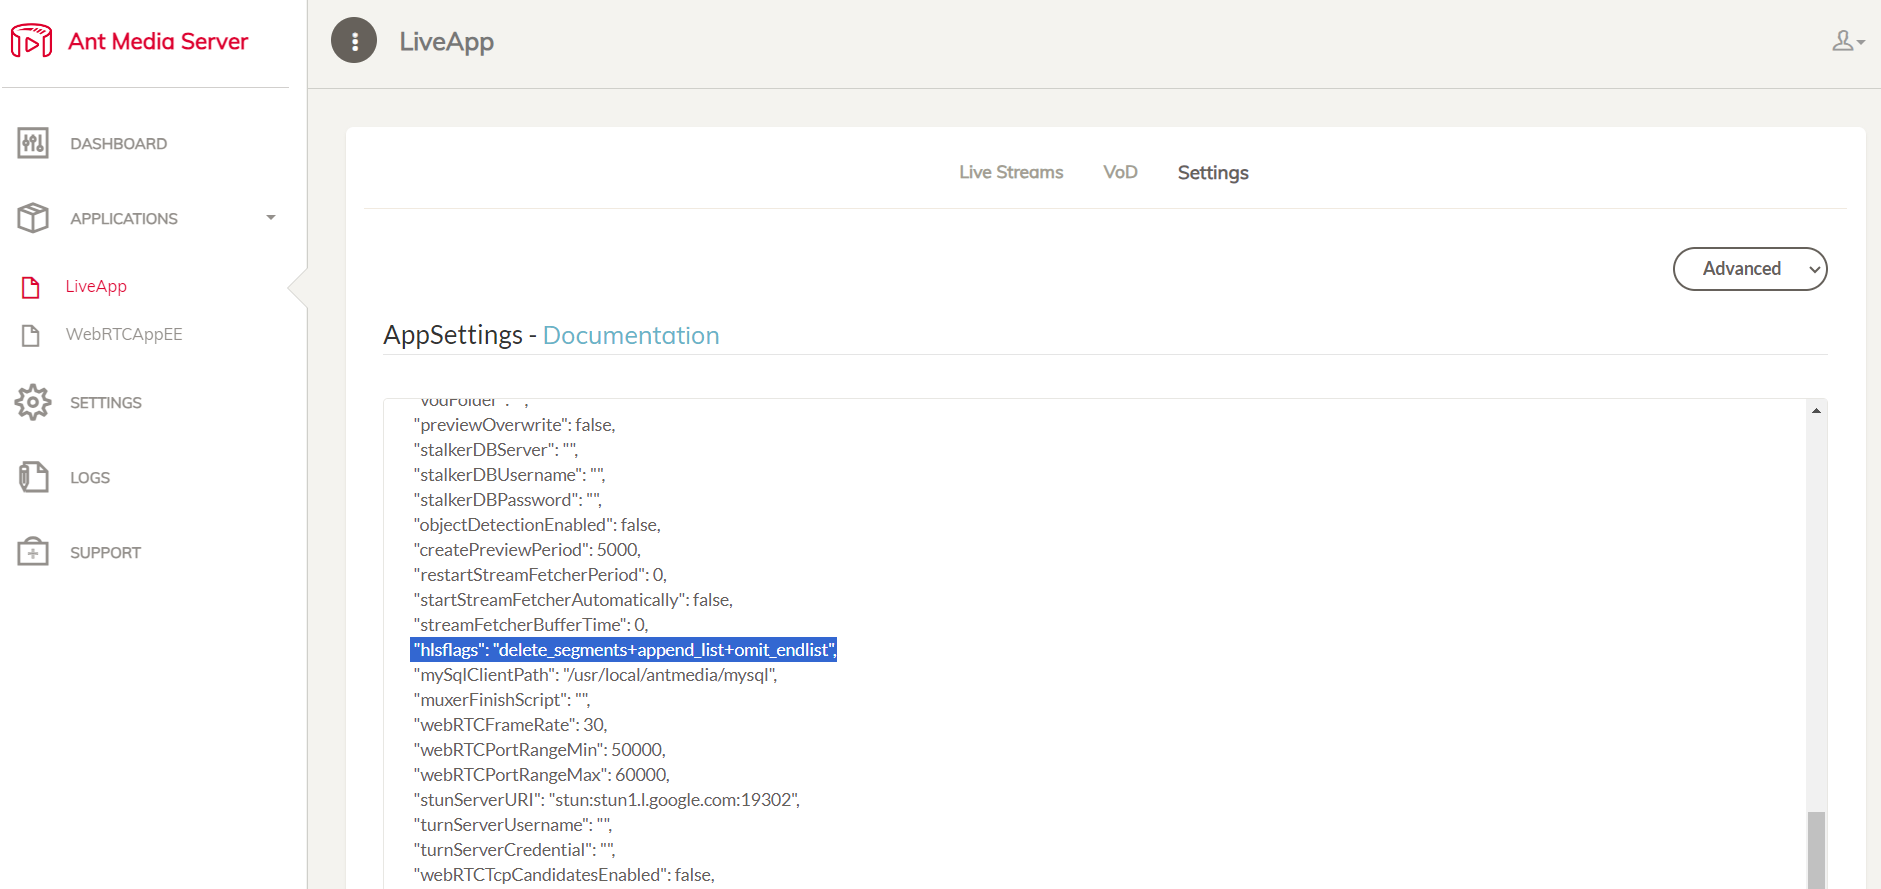 Ant Media Server
LiveApp
DASHBOARD
APPLICATIONS
LiveApp
WebRTCAppEE
SETTINGS
LOGS
SUPPORT
Live Streams VoD Settings
Advanced
AppSettings - Documentation
"vodFolder": "",
"previewOverwrite": false,
"stalkerDBServer": "",
"stalkerDBUsername": "",
"stalkerDBPassword": "",
"objectDetectionEnabled": false,
"createPreviewPeriod": 5000,
"restartStreamFetcherPeriod": 0,
"startStreamFetcherAutomatically": false,
"streamFetcherBufferTime": 0,
"hlsflags": "delete_segments+append_list+omit_endlist",
"mySqlClientPath": "/usr/local/antmedia/mysql",
"muxerFinishScript": "",
"webRTCFrameRate": 30,
"webRTCPortRangeMin": 50000,
"webRTCPortRangeMax": 60000,
"stunServerURI": "stun:stun1.l.google.com:19302",
"turnServerUsername": "",
"turnServerCredential": "",
"webRTCTcpCandidatesEnabled": false,